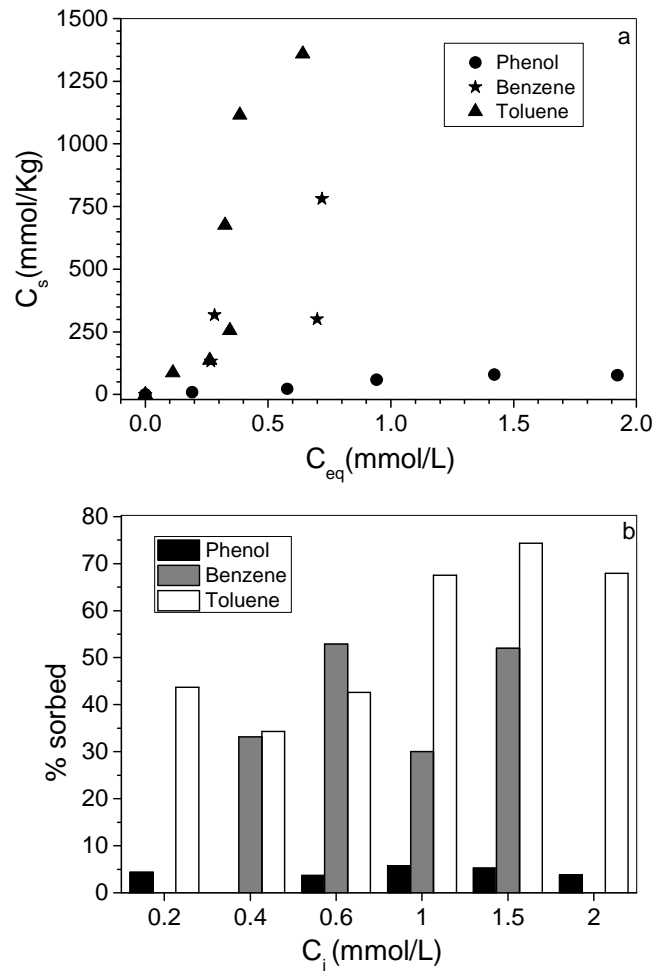 1500
a
Phenol
Benzene
Toluene
1250
1000
750
500
250
0
C_s(mmol/Kg)
0.0 0.5 1.0 1.5 2.0
C_eq(mmol/L)
80
b
Phenol
Benzene
Toluene
70
60
50
40
30
20
10
0
% sorbed
0.2 0.4 0.6 1 1.5 2
C_i (mmol/L)